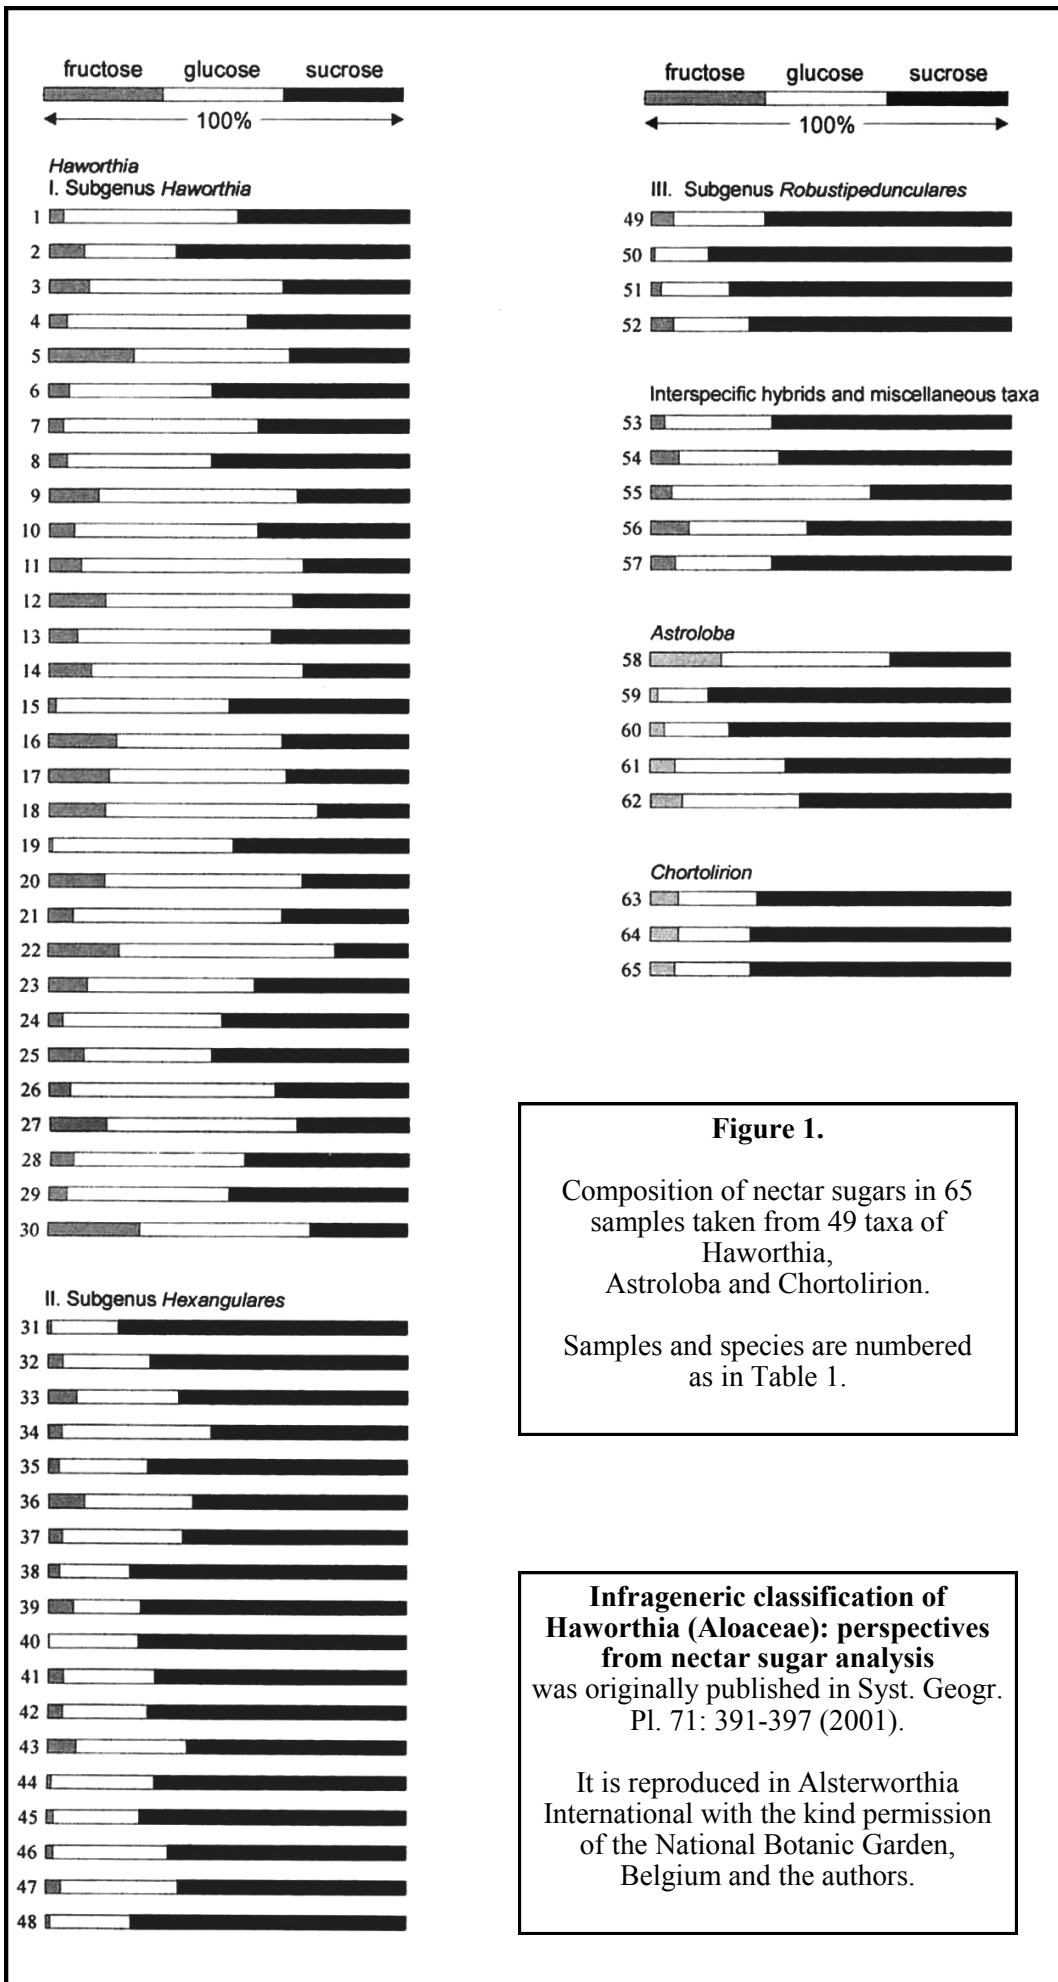 fructose glucose sucrose
100%
Haworthia
I. Subgenus Haworthia
1
2
3
4
5
6
7
8
9
10
11
12
13
14
15
16
17
18
19
20
21
22
23
24
25
26
27
28
29
30
II. Subgenus Hexangulares
31
32
33
34
35
36
37
38
39
40
41
42
43
44
45
46
47
48
fructose glucose sucrose
100%
III. Subgenus Robustipedunculares
49
50
51
52
Interspecific hybrids and miscellaneous taxa
53
54
55
56
57
Astroloba
58
59
60
61
62
Chortolirion
63
64
65
Figure 1.
Composition of nectar sugars in 65
samples taken from 49 taxa of
Haworthia,
Astroloba and Chortolirion.
Samples and species are numbered
as in Table 1.
Infrageneric classification of
Haworthia (Aloaceae): perspectives
from nectar sugar analysis
was originally published in Syst. Geogr.
Pl. 71: 391-397 (2001).
It is reproduced in Alsterworthia
International with the kind permission
of the National Botanic Garden,
Belgium and the authors.